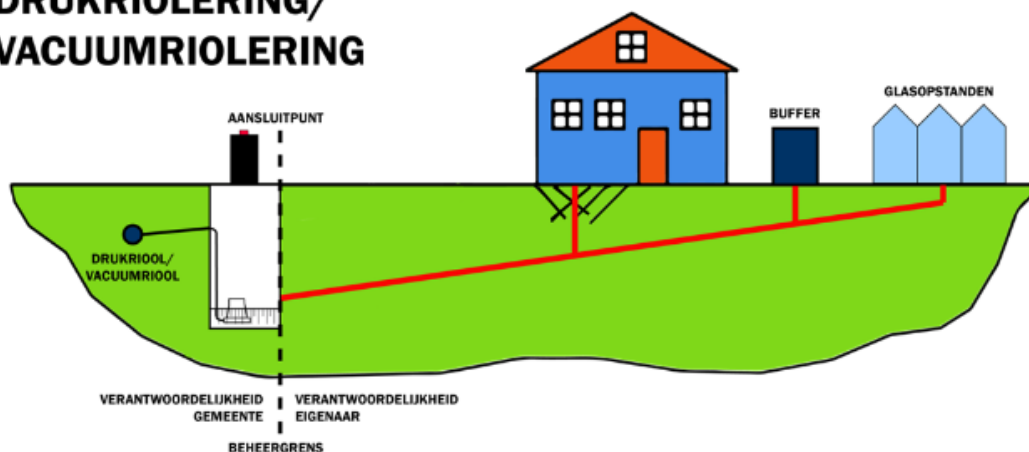 DRUKRIOLERING/
VACUUMRIOLERING
AANSLUITPUNT
BUFFER
GLASOPSTANDEN
DRUKRIOOL/
VACUUMRIOOL
VERANTWOORDELIJKHEID
GEMEENTE
VERANTWOORDELIJKHEID
EIGENAAR
BEHEERGRENS